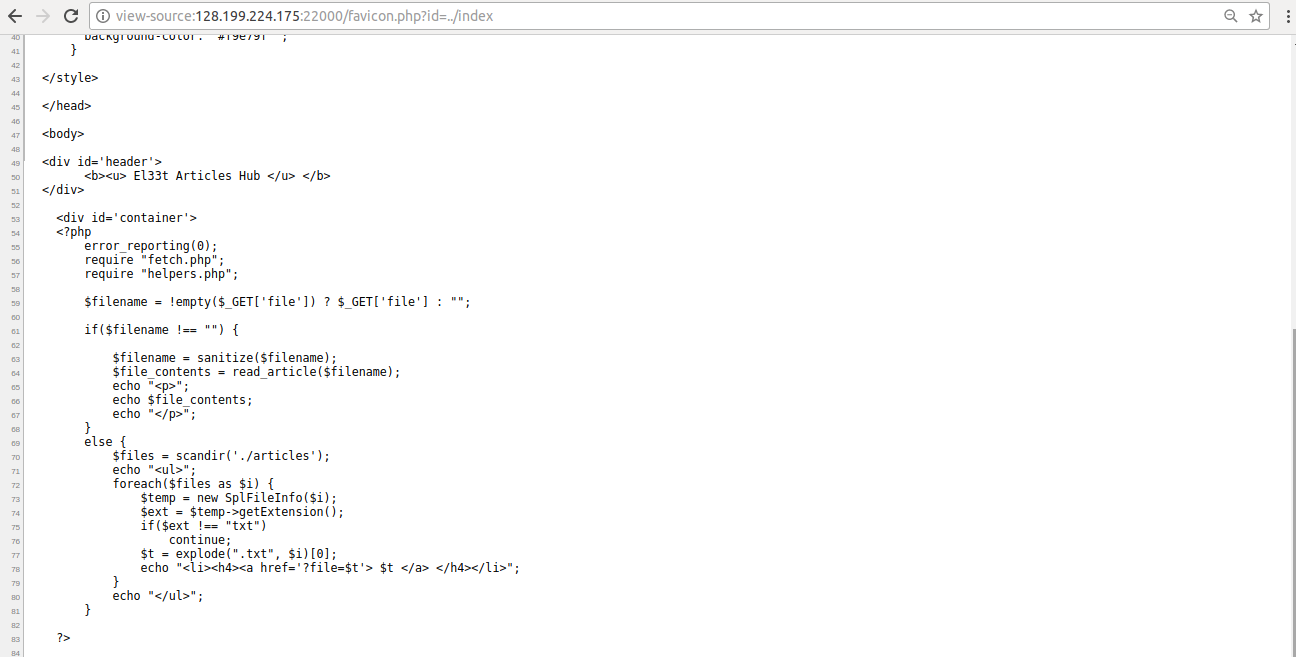 view-source:128.199.224.175:22000/favicon.php?id=../index
40 background-color: "#f9e79f";
41 }
42
43 </style>
44
45 </head>
46
47 <body>
48
49 <div id='header'>
50 <b><u> El33t Articles Hub </u> </b>
51 </div>
52
53 <div id='container'>
54 <?php
55 error_reporting(0);
56 require "fetch.php";
57 require "helpers.php";
58
59 $filename = !empty($_GET['file']) ? $_GET['file'] : "";
60
61 if($filename !== "") {
62
63 $filename = sanitize($filename);
64 $file_contents = read_article($filename);
65 echo "<p>";
66 echo $file_contents;
67 echo "</p>";
68 }
69 else {
70 $files = scandir('./articles');
71 echo "<ul>";
72 foreach($files as $i) {
73 $temp = new SplFileInfo($i);
74 $ext = $temp->getExtension();
75 if($ext !== "txt")
76 continue;
77 $t = explode(".txt", $i)[0];
78 echo "<li><h4><a href='?file=$t'> $t </a> </h4></li>";
79 }
80 echo "</ul>";
81 }
82
83 ?>
84